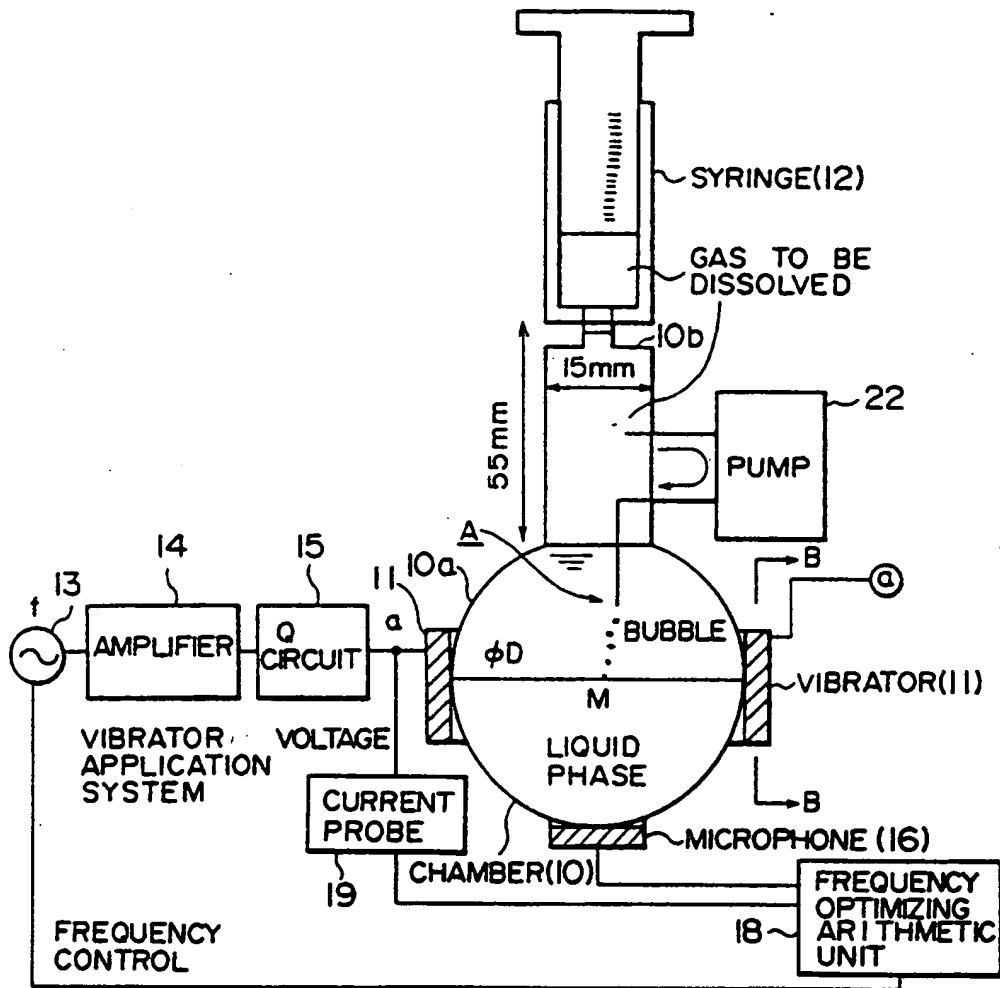 SYRINGE(12)
GAS TO BE
DISSOLVED
10b
15mm
55mm
22
PUMP
A
B
a
14
15
10a
11
13
f
a
AMPLIFIER
Q
CIRCUIT
BUBBLE
φD
M
VIBRATOR(11)
VIBRATOR
APPLICATION
SYSTEM
VOLTAGE
LIQUID
PHASE
B
CURRENT
PROBE
MICROPHONE (16)
CHAMBER(10)
19
FREQUENCY
OPTIMIZING
ARITHMETIC
UNIT
18
FREQUENCY
CONTROL